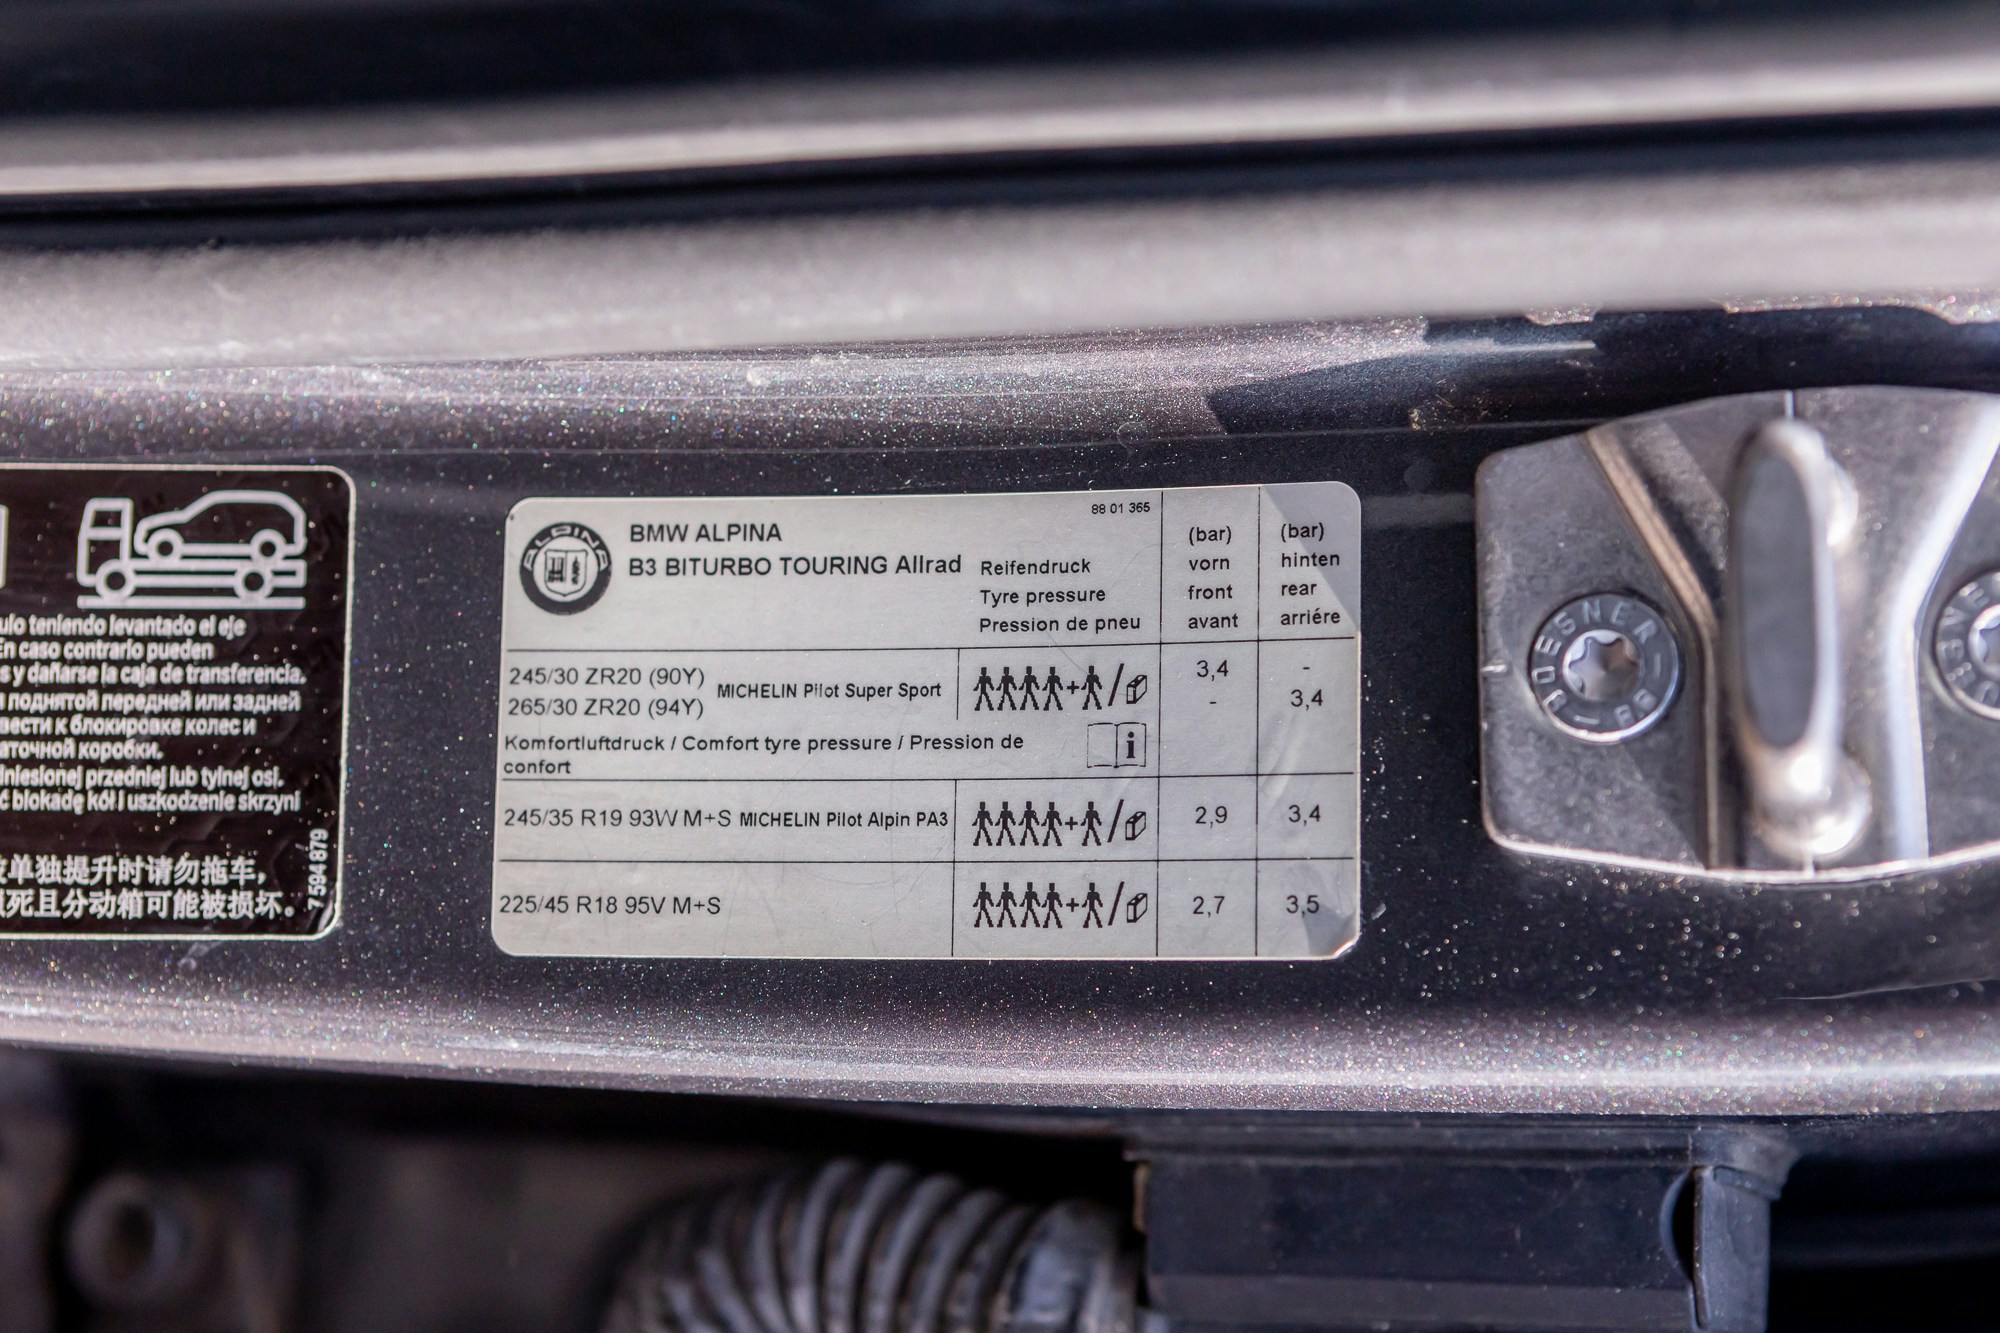 ulo teniendo levantado el eje
En caso contrario pueden
s y dañarse la caja de transferencia.
поднятой передней или задней
вести к блокировке колес и
аточной коробки.
iniesionej przedniej lub tylnej osi.
ć blokadę kół i uszkodzenie skrzyni
单独提升时请勿拖车，
死且分动箱可能被损坏。
7 594 879
ALPINA
BMW ALPINA
B3 BITURBO TOURING Allrad
88 01 365
Reifendruck
Tyre pressure
Pression de pneu
(bar)
vorn
front
avant
(bar)
hinten
rear
arriére
245/30 ZR20 (90Y) MICHELIN Pilot Super Sport 3,4 -
265/30 ZR20 (94Y) - 3,4
Komfortluftdruck / Comfort tyre pressure / Pression de
confort
i
245/35 R19 93W M+S MICHELIN Pilot Alpin PA3 2,9 3,4
225/45 R18 95V M+S 2,7 3,5